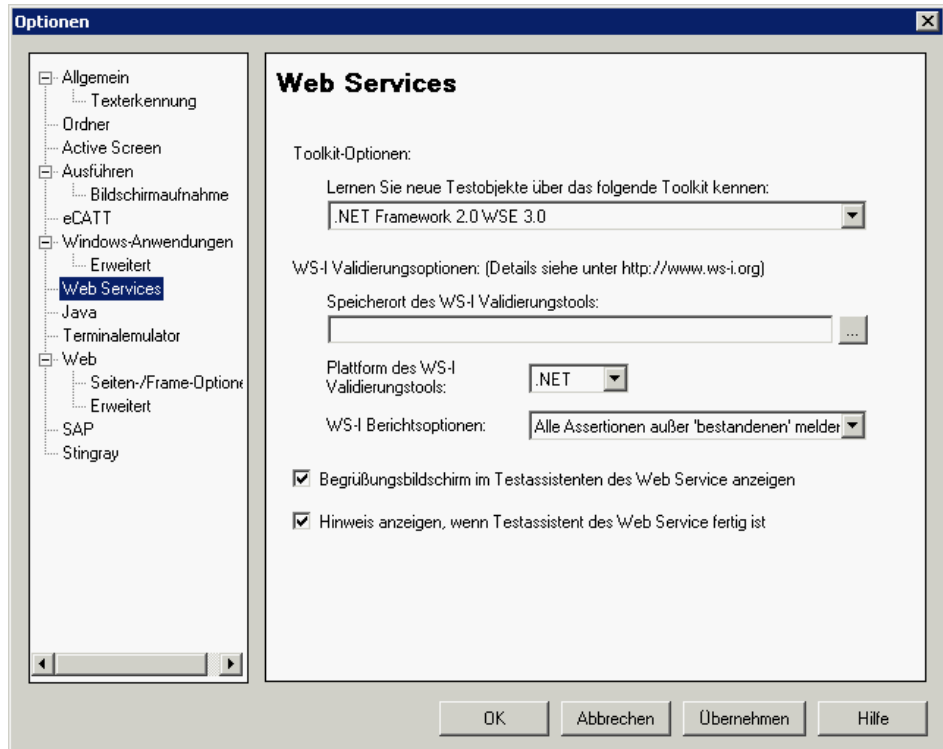 Optionen
Allgemein
Texterkennung
Ordner
Active Screen
Ausführen
Bildschirmaufnahme
eCATT
Windows-Anwendungen
Erweitert
Web Services
Java
Terminalemulator
Web
Seiten-/Frame-Optione
Erweitert
SAP
Stingray
Web Services
Toolkit-Optionen:
Lernen Sie neue Testobjekte über das folgende Toolkit kennen:
.NET Framework 2.0 WSE 3.0
WS-I Validierungsoptionen: (Details siehe unter http://www.ws-i.org)
Speicherort des WS-I Validierungstools:
...
Plattform des WS-I
Validierungstools:
.NET
WS-I Berichtsoptionen:
Alle Assertionen außer 'bestandenen' melden
Begrüßungsbildschirm im Testassistenten des Web Service anzeigen
Hinweis anzeigen, wenn Testassistent des Web Service fertig ist
OK
Abbrechen
Übernehmen
Hilfe